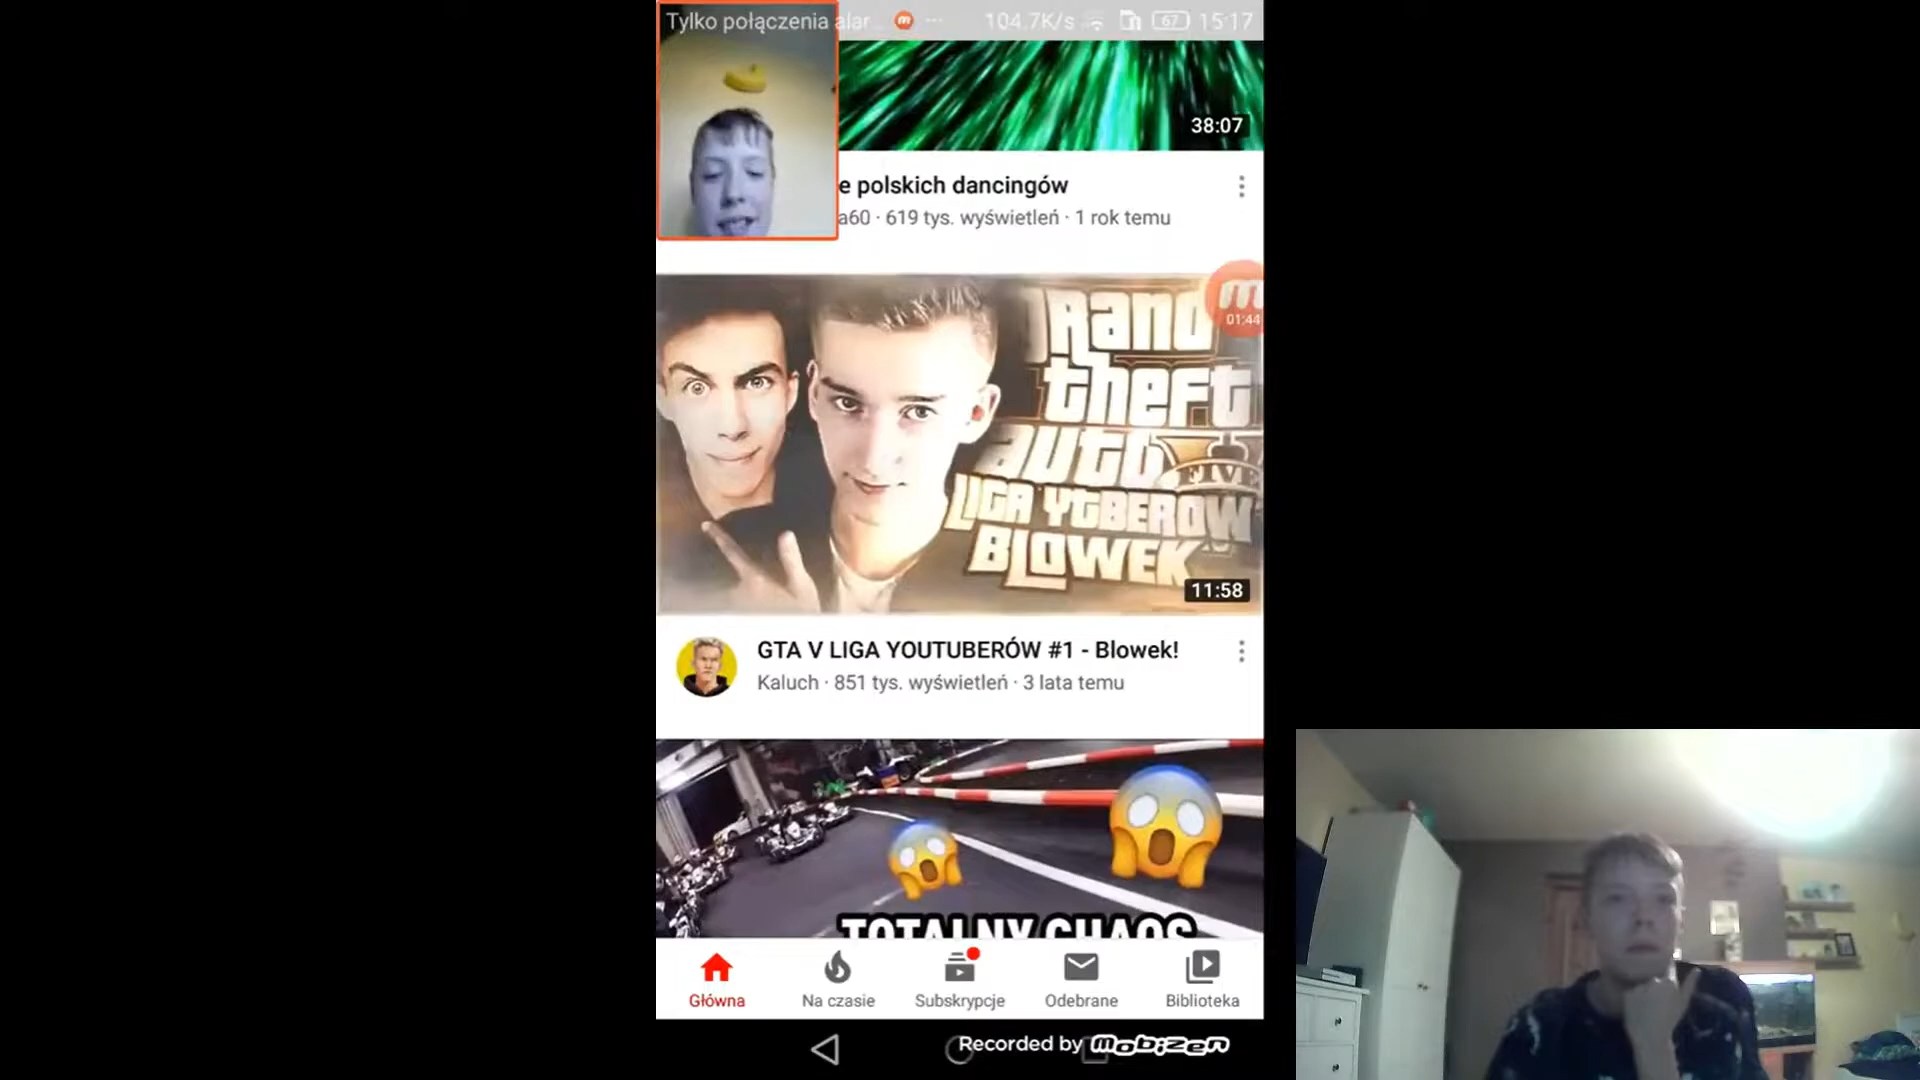 Tylko połączenia alar... 104.7K/s 67 15:17
38:07
e polskich dancingów
a60 · 619 tys. wyświetleń · 1 rok temu
Rand
theft
auto
FIVE
LIGA YTBERÓW
BLOWEK
m
01:44
11:58
GTA V LIGA YOUTUBERÓW #1 - Blowek!
Kaluch · 851 tys. wyświetleń · 3 lata temu
TOTALNY CHAOS
Główna
Na czasie
Subskrypcje
Odebrane
Biblioteka
Recorded by mobizen